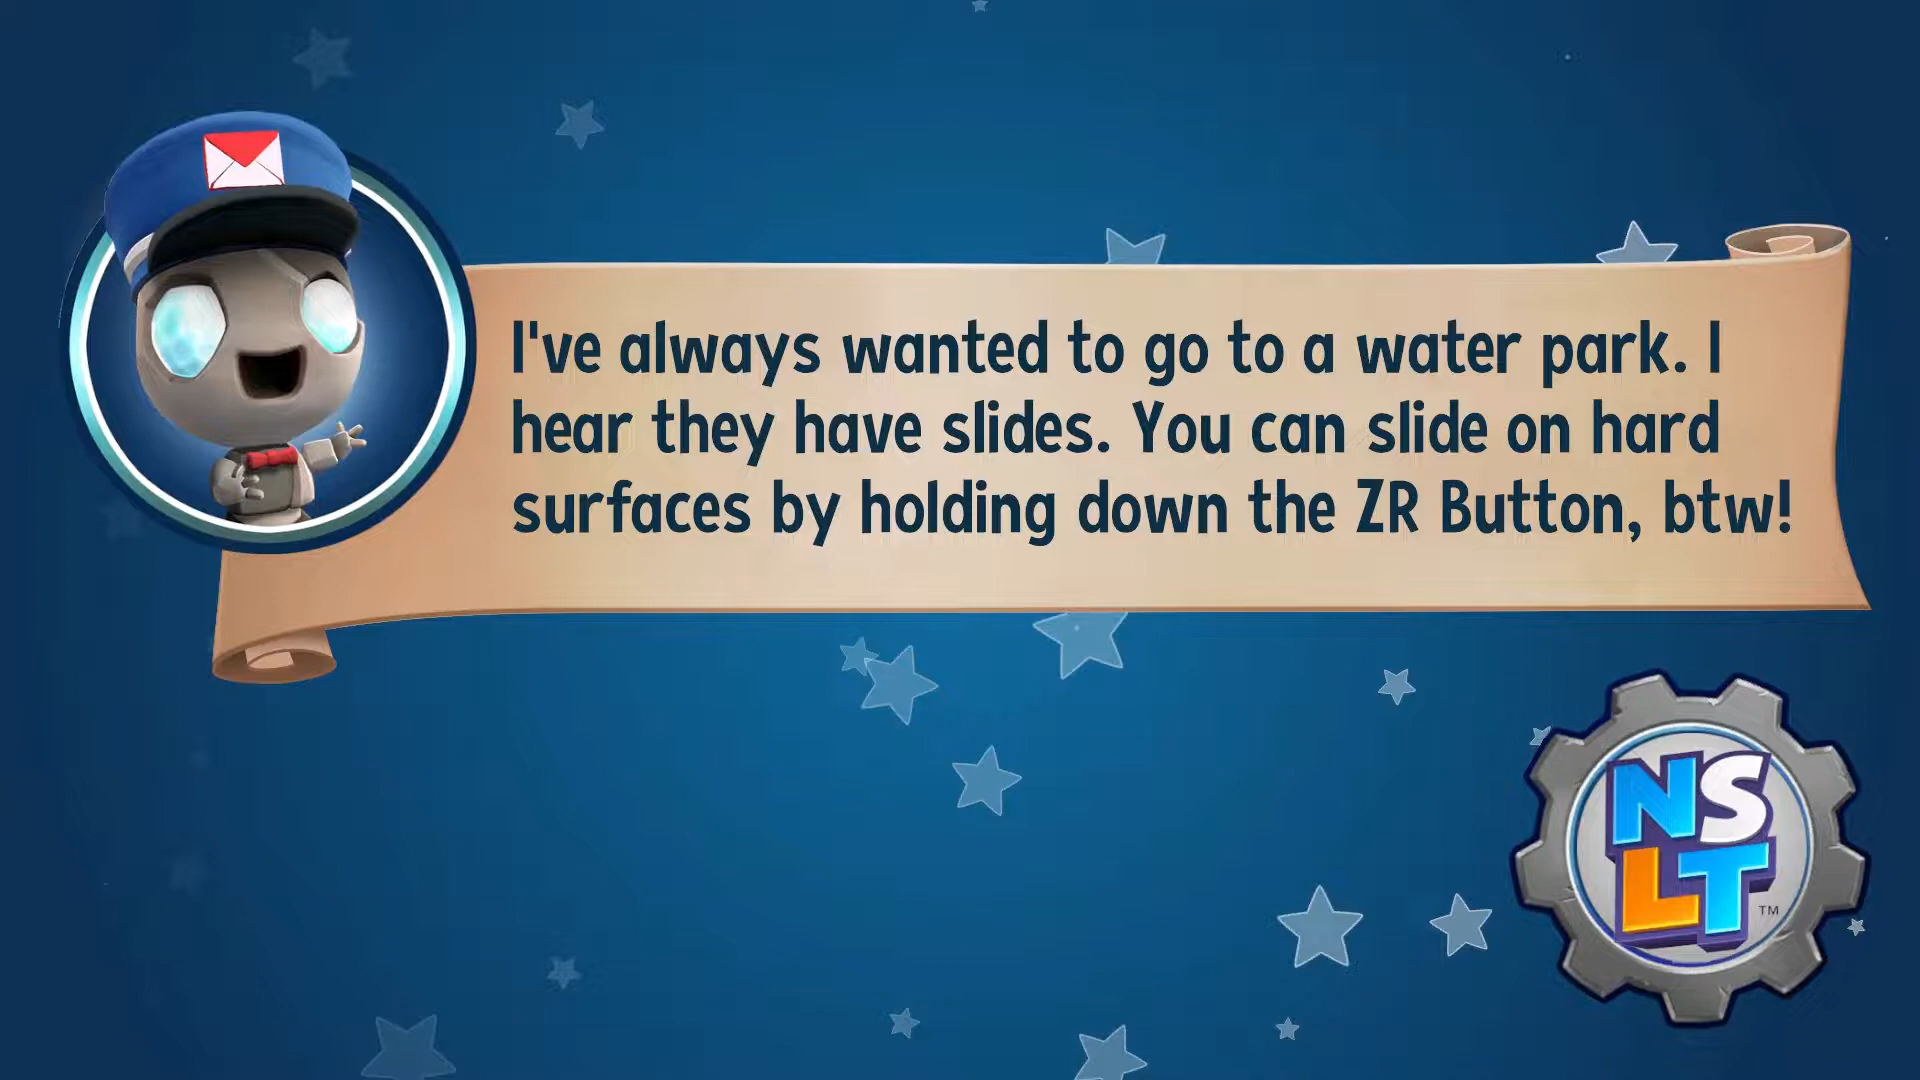 I've always wanted to go to a water park. I
hear they have slides. You can slide on hard
surfaces by holding down the ZR Button, btw!
NS
LT
TM